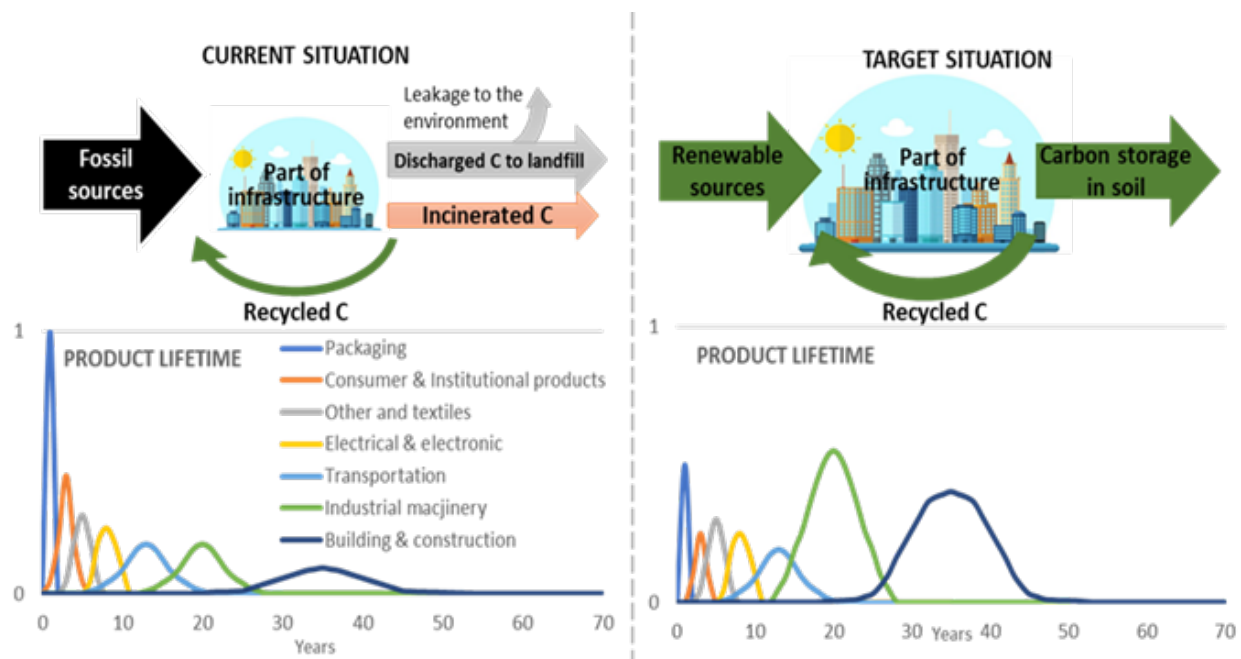 CURRENT SITUATION
Leakage to the
environment
Fossil
sources
Part of
infrastructure
Discharged C to landfill
Incinerated C
Recycled C
1
PRODUCT LIFETIME
Packaging
Consumer & Institutional products
Other and textiles
Electrical & electronic
Transportation
Industrial macjinery
Building & construction
0
0 10 20 30 40 50 60 70
Years
TARGET SITUATION
Renewable
sources
Part of
infrastructure
Carbon storage
in soil
Recycled C
1
PRODUCT LIFETIME
0
0 10 20 30 Years 40 50 60 70